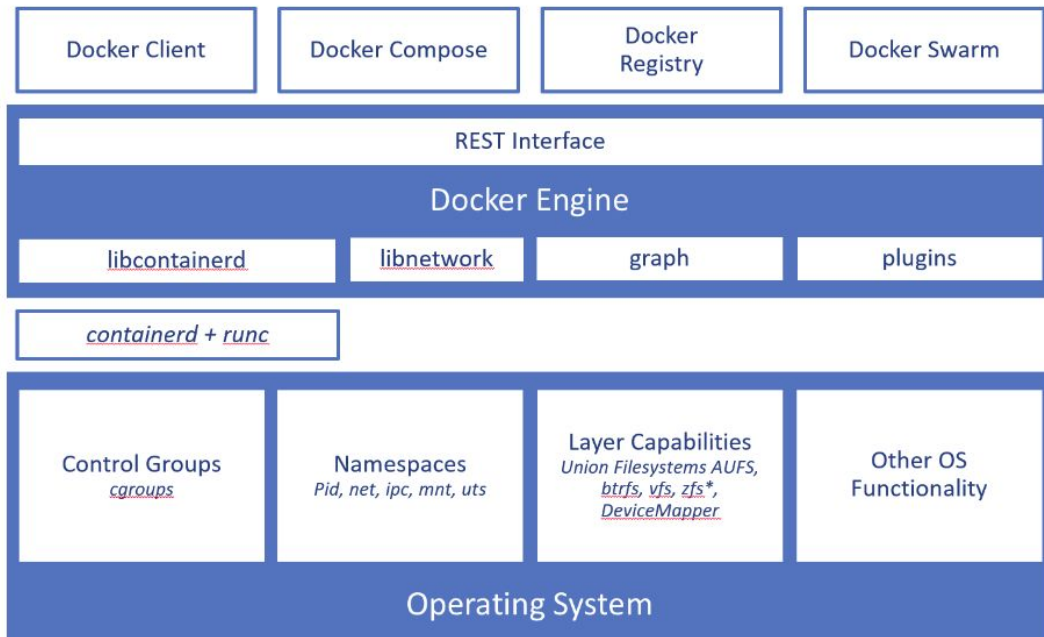 Docker Client
Docker Compose
Docker
Registry
Docker Swarm
REST Interface
Docker Engine
libcontainerd
libnetwork
graph
plugins
containerd + runc
Control Groups
cgroups
Namespaces
Pid, net, ipc, mnt, uts
Layer Capabilities
Union Filesystems AUFS,
btrfs, vfs, zfs*,
DeviceMapper
Other OS
Functionality
Operating System